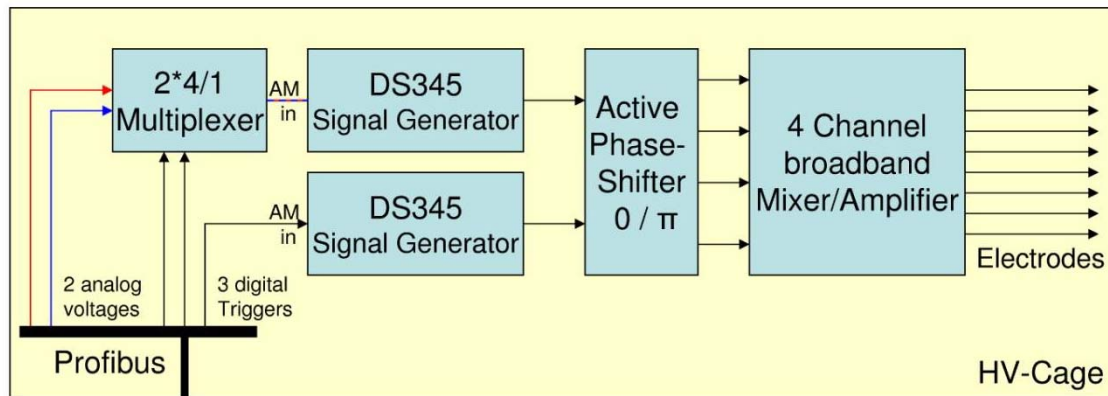 2*4/1
Multiplexer
AM
in
DS345
Signal Generator
AM
in
DS345
Signal Generator
Active
Phase-
Shifter
0 / π
4 Channel
broadband
Mixer/Amplifier
Electrodes
2 analog
voltages
3 digital
Triggers
Profibus
HV-Cage